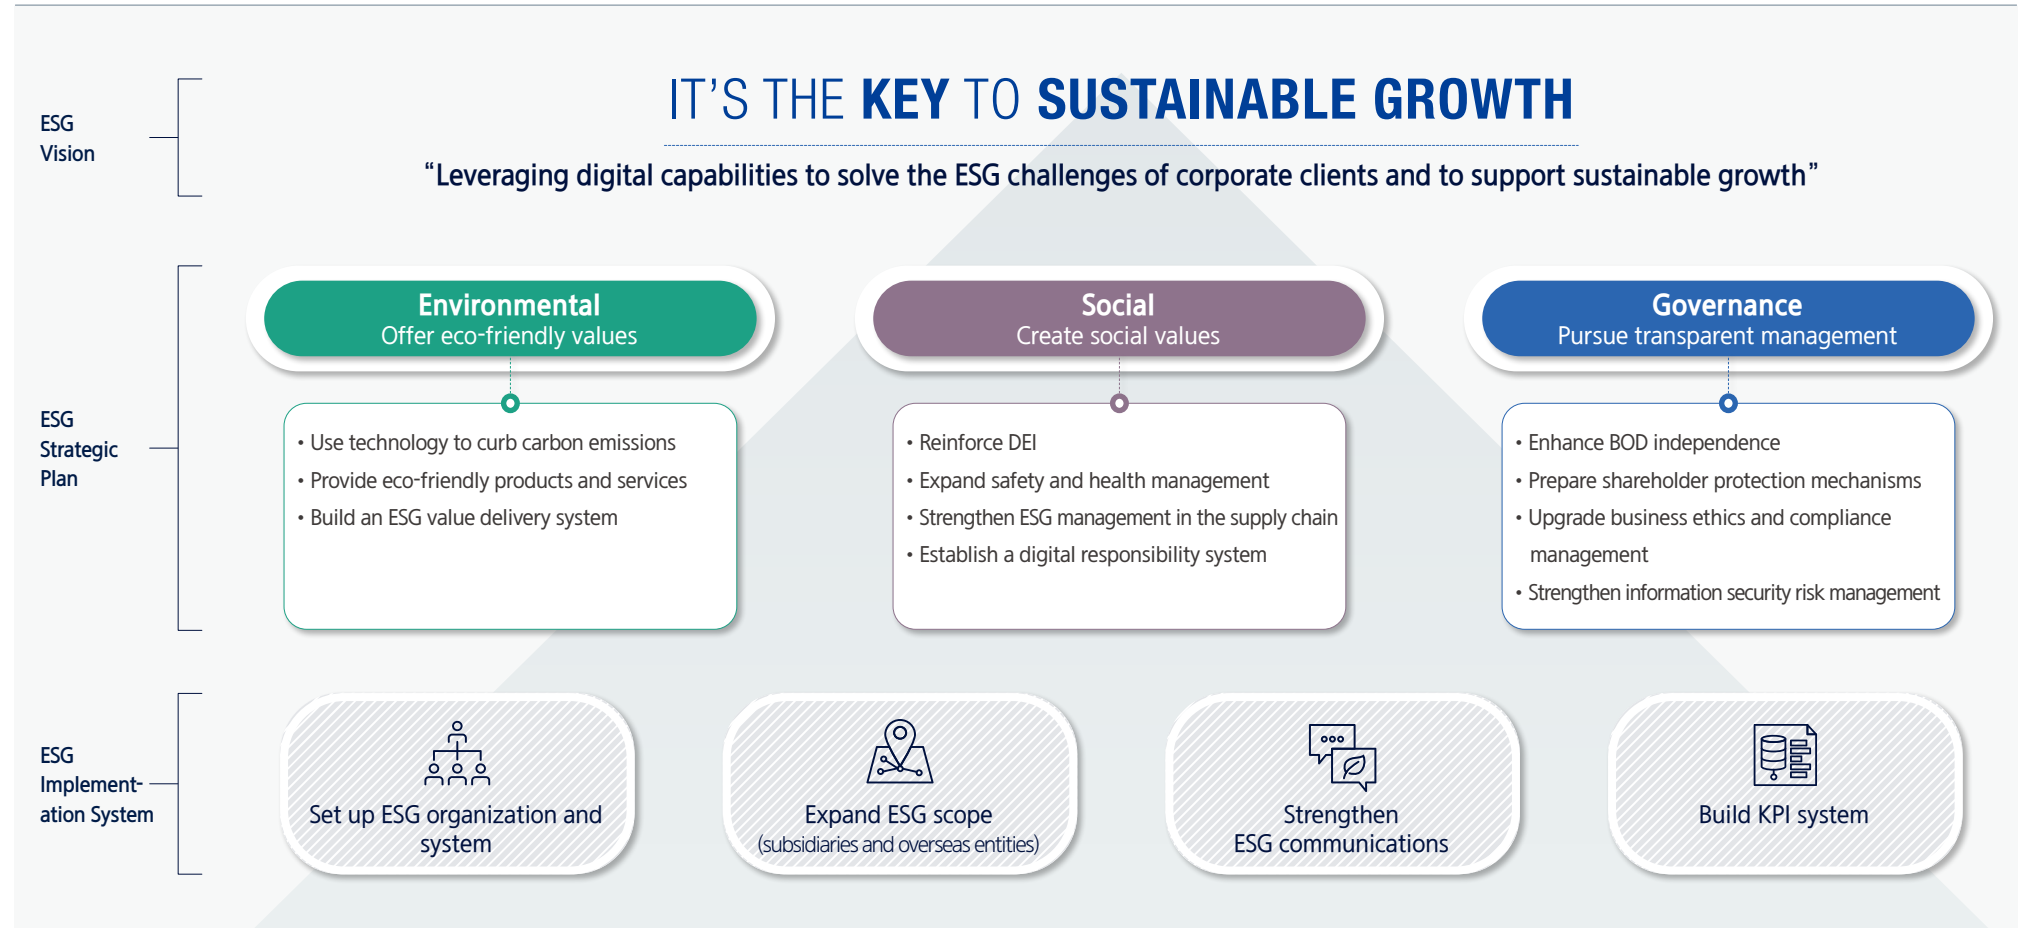 ESG
Vision
IT'S THE KEY TO SUSTAINABLE GROWTH
“Leveraging digital capabilities to solve the ESG challenges of corporate clients and to support sustainable growth”
ESG
Strategic
Plan
Environmental
Offer eco-friendly values
• Use technology to curb carbon emissions
• Provide eco-friendly products and services
• Build an ESG value delivery system
Social
Create social values
• Reinforce DEI
• Expand safety and health management
• Strengthen ESG management in the supply chain
• Establish a digital responsibility system
Governance
Pursue transparent management
• Enhance BOD independence
• Prepare shareholder protection mechanisms
• Upgrade business ethics and compliance
management
• Strengthen information security risk management
ESG
Implement-
ation System
Set up ESG organization and
system
Expand ESG scope
(subsidiaries and overseas entities)
Strengthen
ESG communications
Build KPI system